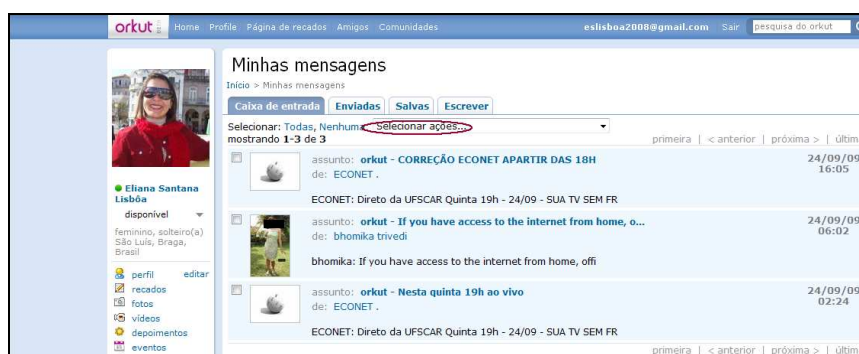 orkut Home Profile Página de recados Amigos Comunidades eslisboa2008@gmail.com Sair pesquisa do orkut
Minhas mensagens
Início > Minhas mensagens
Caixa de entrada Enviadas Salvas Escrever
Selecionar: Todas, Nenhuma Selecionar ações...
mostrando 1-3 de 3 primeira | < anterior | próxima > | últim
assunto: orkut - CORREÇÃO ECONET APARTIR DAS 18H 24/09/09
de: ECONET . 16:05
ECONET: Direto da UFSCAR Quinta 19h - 24/09 - SUA TV SEM FR
assunto: orkut - If you have access to the internet from home, o... 24/09/09
de: bhomika trivedi 06:02
bhomika: If you have access to the internet from home, offi
assunto: orkut - Nesta quinta 19h ao vivo 24/09/09
de: ECONET . 02:24
ECONET: Direto da UFSCAR Quinta 19h - 24/09 - SUA TV SEM FR
primeira | < anterior | próxima > | últim
Eliana Santana
Lisbôa
disponível
feminino, solteiro(a)
São Luís, Braga,
Brasil
perfil editar
recados
fotos
vídeos
depoimentos
eventos